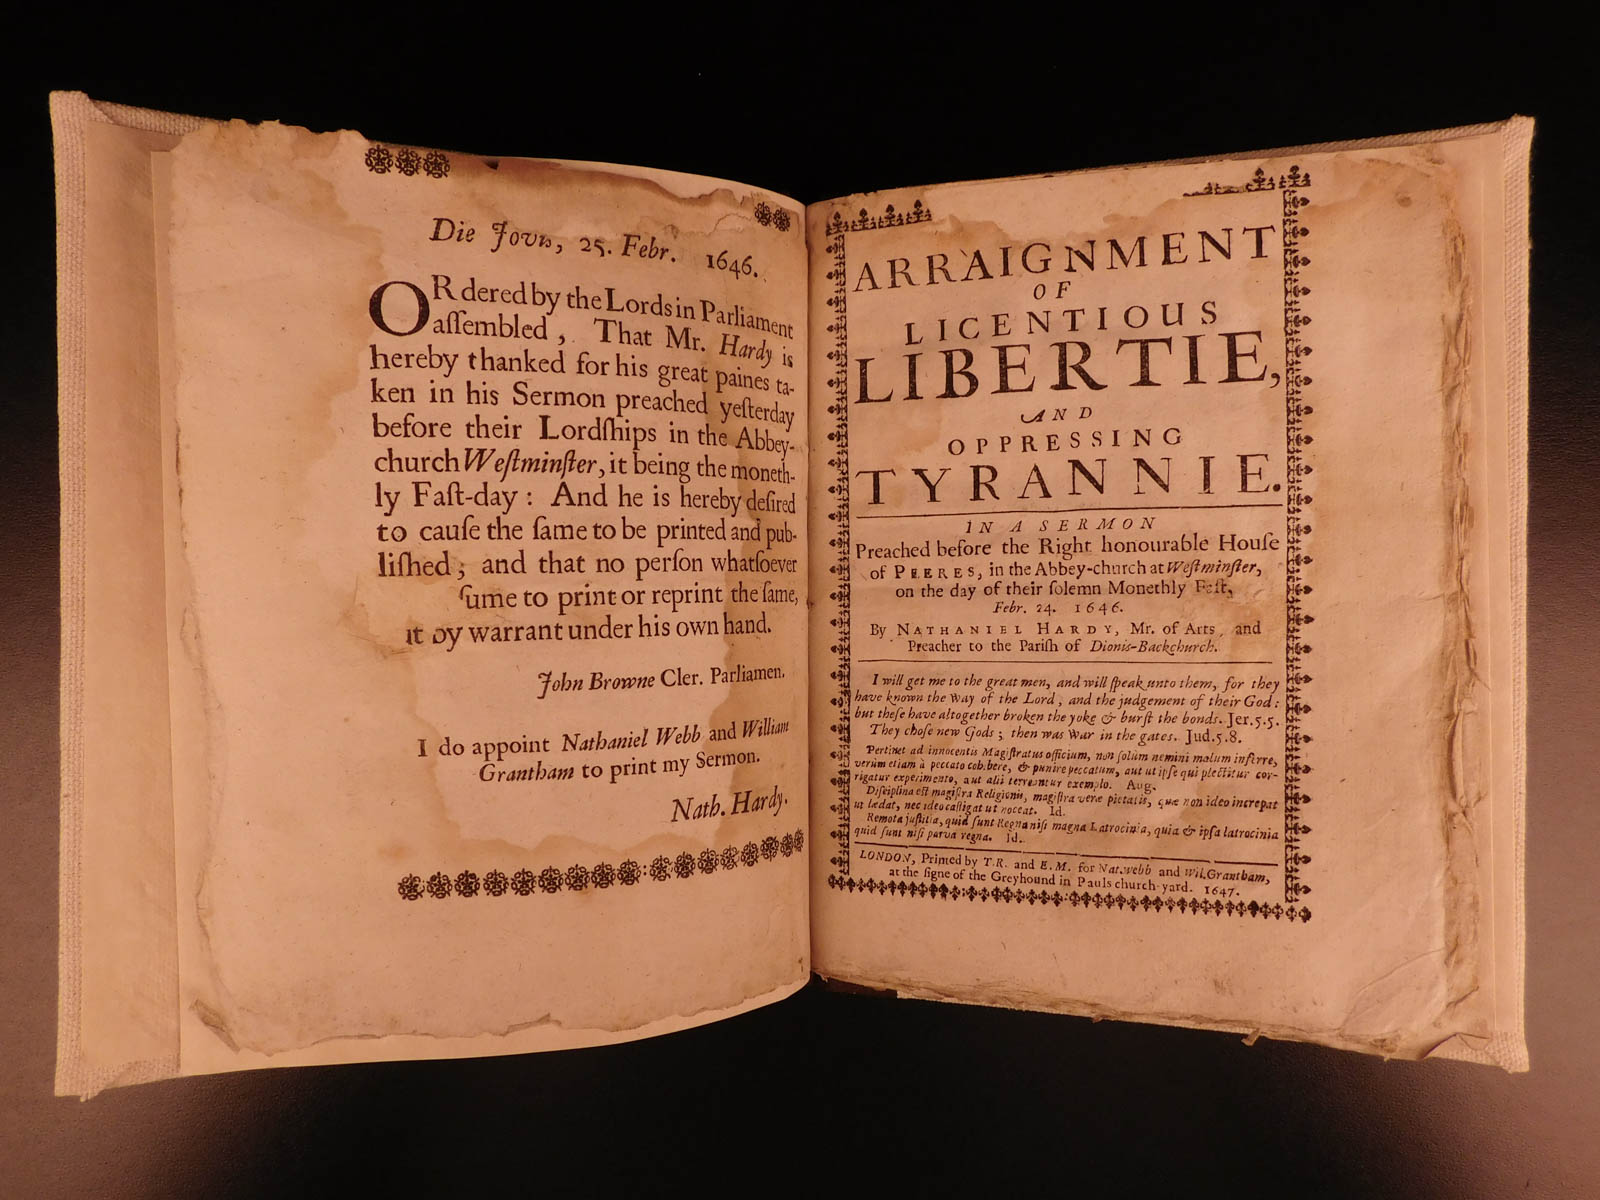 Die Jovis, 25. Febr. 1646.
ORdered by the Lords in Parliament
aſſembled, That Mr. Hardy is
hereby thanked for his great paines ta-
ken in his Sermon preached yeſterday
before their Lordſhips in the Abbey-
church Weſtminſter, it being the moneth-
ly Faſt-day: And he is hereby deſired
to cauſe the ſame to be printed and pub-
liſhed; and that no perſon whatſoever
ſume to print or reprint the ſame,
ut by warrant under his own hand.
John Browne Cler. Parliamen.
I do appoint Nathaniel Webb and William
Grantham to print my Sermon.
Nath. Hardy.
ARRAIGNMENT
OF
LICENTIOUS
LIBERTIE,
AND
OPPRESSING
TYRANNIE.
IN A SERMON
Preached before the Right honourable Houſe
of PEERES, in the Abbey-church at Weſtminſter,
on the day of their ſolemn Monethly Faſt,
Febr. 24. 1646.
By NATHANIEL HARDY, Mr. of Arts, and
Preacher to the Pariſh of Dionis-Backchurch.
I will get me to the great men, and will ſpeak unto them, for they
have known the way of the Lord, and the judgement of their God:
but theſe have altogether broken the yoke & burſt the bonds. Jer. 5.5.
They choſe new Gods; then was War in the gates. Jud. 5.8.
Pertinet ad innocentis Magiſtratus officium, non ſolùm nemini malum inferre,
verùm etiam à peccato cohibere, & punire peccatum, aut ut ipſe qui plectitur cor-
rigatur experimento, aut alii terreantur exemplo. Aug.
Diſciplina eſt magiſtra Religionis, magiſtra veræ pietatis, quæ non ideo increpat
ut lædat, nec ideo caſtigat ut noceat. Id.
Remota juſtitia, quid ſunt Regna niſi magna Latrocinia, quia & ipſa latrocinia
quid ſunt niſi parva regna. Id.
LONDON, Printed by T.R. and E.M. for Nat. webb and Wil. Grantham,
at the ſigne of the Greyhound in Pauls church-yard. 1647.